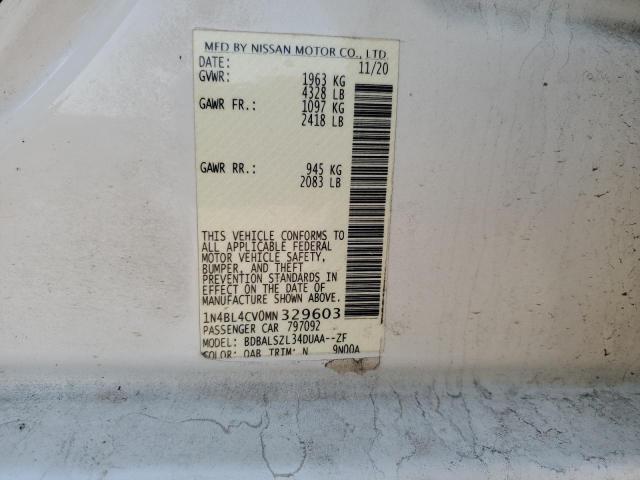 MFD BY NISSAN MOTOR CO., LTD
DATE: 11/20
GVWR: 1963 KG
4328 LB
GAWR FR.: 1097 KG
2418 LB
GAWR RR.: 945 KG
2083 LB
THIS VEHICLE CONFORMS TO
ALL APPLICABLE FEDERAL
MOTOR VEHICLE SAFETY,
BUMPER, AND THEFT
PREVENTION STANDARDS IN
EFFECT ON THE DATE OF
MANUFACTURE SHOWN ABOVE.
1N4BL4CV0MN 329603
PASSENGER CAR 797092
MODEL: BDBALSZL34DUAA--ZF
COLOR: QAB TRIM: N 9N00A